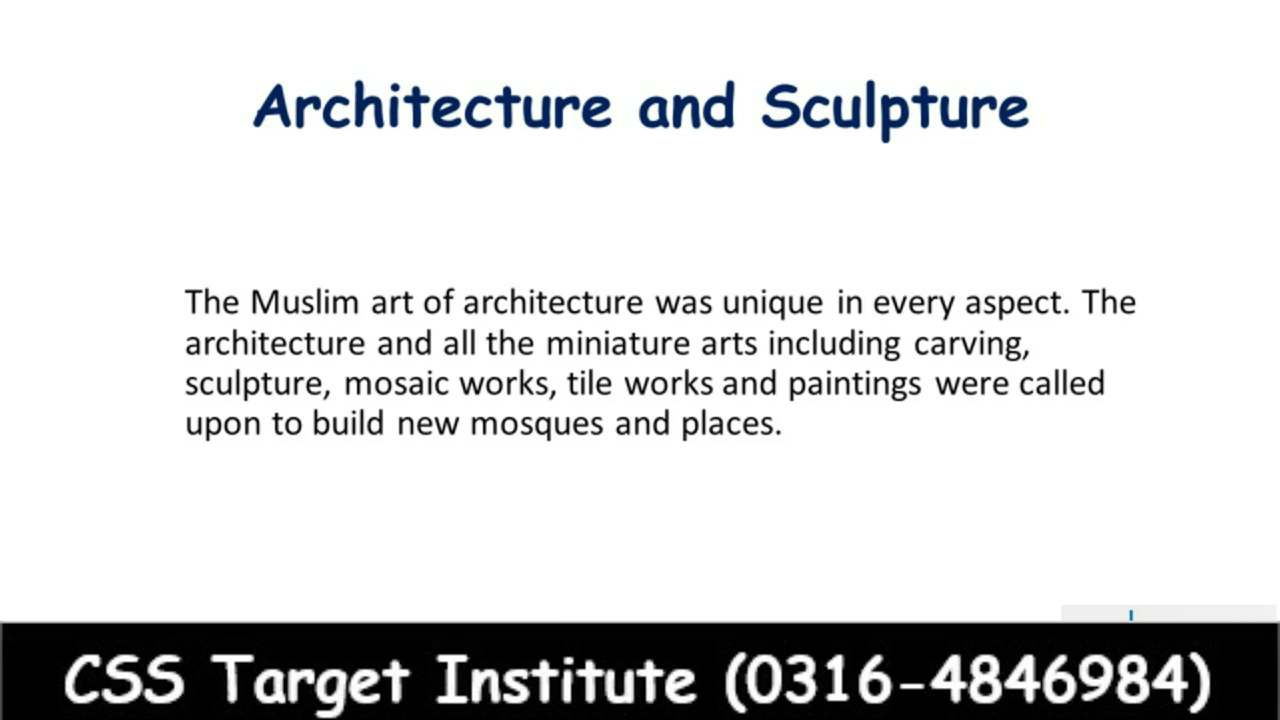 Architecture and Sculpture
The Muslim art of architecture was unique in every aspect. The
architecture and all the miniature arts including carving,
sculpture, mosaic works, tile works and paintings were called
upon to build new mosques and places.
CSS Target Institute (0316-4846984)